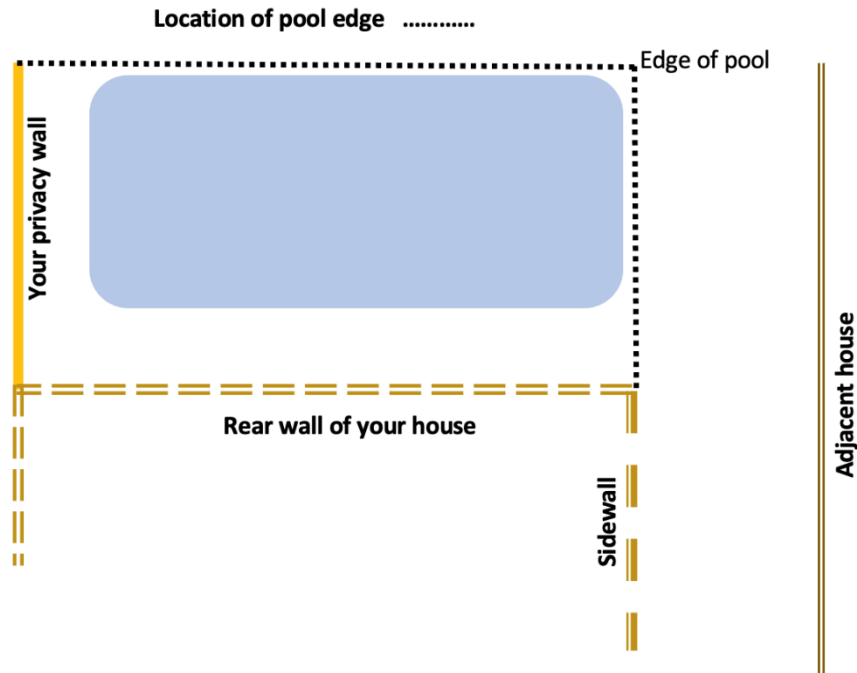 Location of pool edge ............
Edge of pool
Your privacy wall
Rear wall of your house
Sidewall
Adjacent house